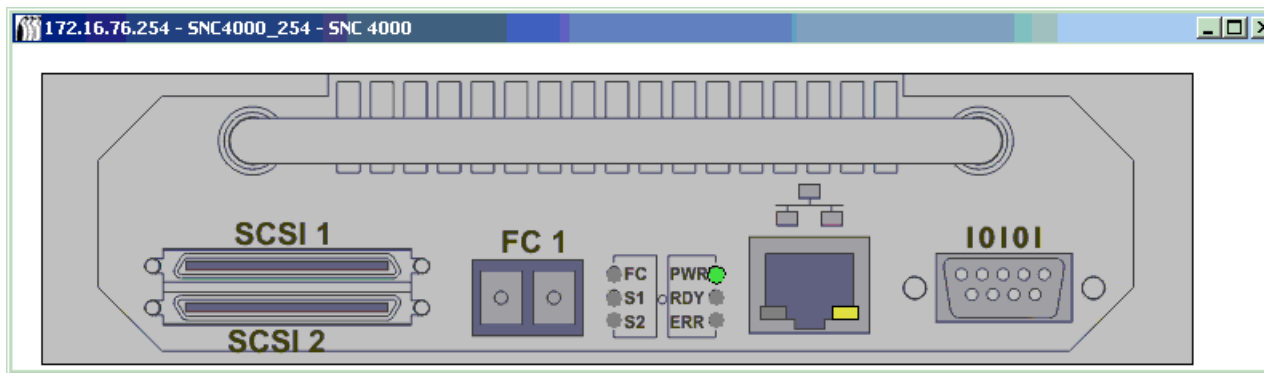 172.16.76.254 - SNC4000_254 - SNC 4000
SCSI 1
SCSI 2
FC 1
FC
S1
S2
PWR
RDY
ERR
IOIOI